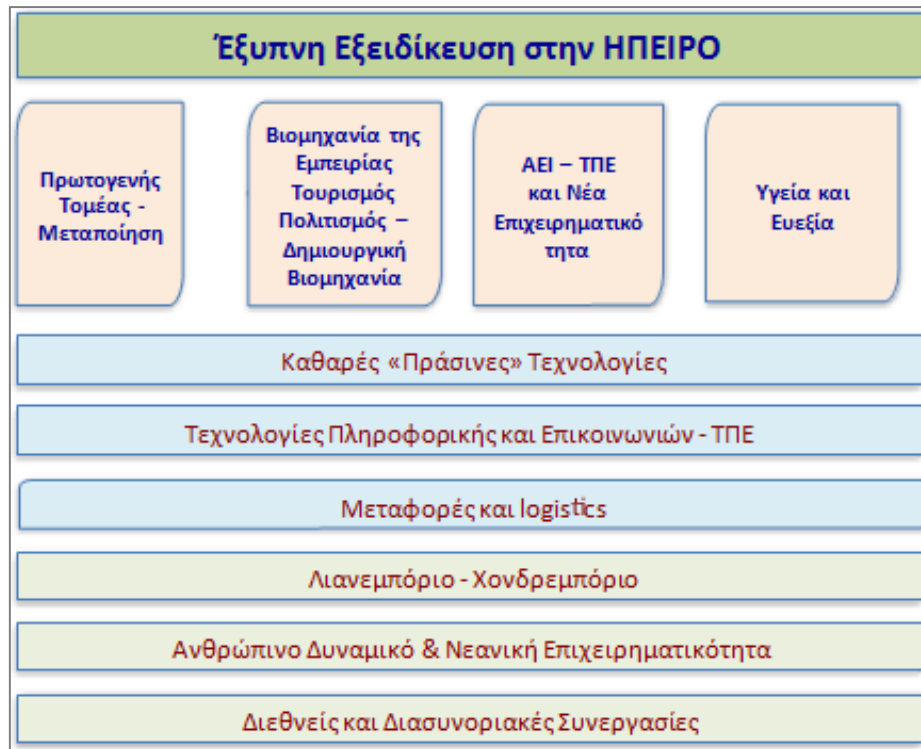 Έξυπνη Εξειδίκευση στην ΗΠΕΙΡΟ
Πρωτογενής
Τομέας -
Μεταποίηση
Βιομηχανία της
Εμπειρίας
Τουρισμός
Πολιτισμός –
Δημιουργική
Βιομηχανία
ΑΕΙ – ΤΠΕ
και Νέα
Επιχειρηματικό
τητα
Υγεία και
Ευεξία
Καθαρές «Πράσινες» Τεχνολογίες
Τεχνολογίες Πληροφορικής και Επικοινωνιών - ΤΠΕ
Μεταφορές και logistics
Λιανεμπόριο - Χονδρεμπόριο
Ανθρώπινο Δυναμικό & Νεανική Επιχειρηματικότητα
Διεθνείς και Διασυνοριακές Συνεργασίες